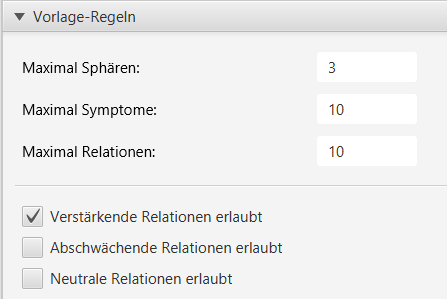 Vorlage-Regeln
Maximal Sphären: 3
Maximal Symptome: 10
Maximal Relationen: 10
Verstärkende Relationen erlaubt
Abschwächende Relationen erlaubt
Neutrale Relationen erlaubt